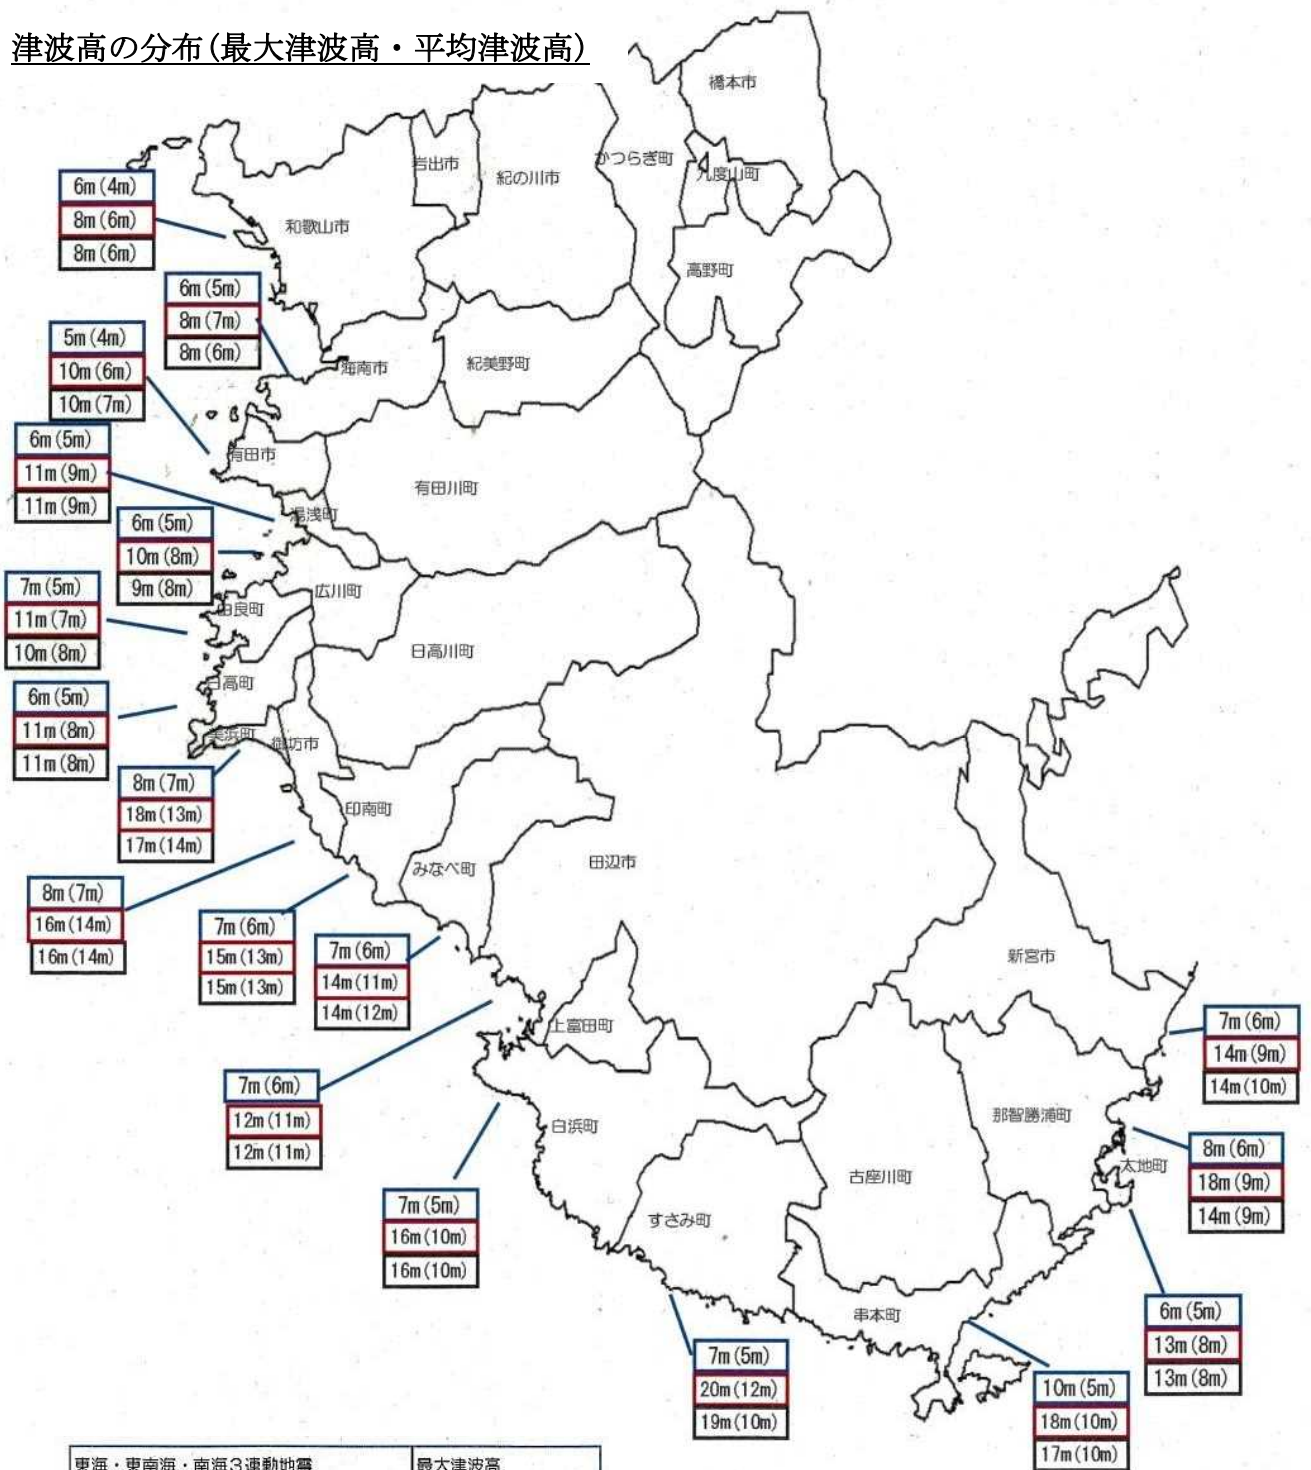 津波高の分布(最大津波高・平均津波高)
橋本市
岩出市
紀の川市
かつらぎ町
九度山町
和歌山市
高野町
6m(4m)
8m(6m)
8m(6m)
6m(5m)
8m(7m)
8m(6m)
海南市
紀美野町
5m(4m)
10m(6m)
10m(7m)
有田市
有田川町
6m(5m)
11m(9m)
11m(9m)
湯浅町
6m(5m)
10m(8m)
9m(8m)
広川町
由良町
7m(5m)
11m(7m)
10m(8m)
日高川町
日高町
6m(5m)
11m(8m)
11m(8m)
美浜町
御坊市
8m(7m)
18m(13m)
17m(14m)
印南町
みなべ町
田辺市
8m(7m)
16m(14m)
16m(14m)
7m(6m)
15m(13m)
15m(13m)
7m(6m)
14m(11m)
14m(12m)
新宮市
上富田町
7m(6m)
14m(9m)
14m(10m)
7m(6m)
12m(11m)
12m(11m)
白浜町
那智勝浦町
太地町
8m(6m)
18m(9m)
14m(9m)
古座川町
すさみ町
7m(5m)
16m(10m)
16m(10m)
串本町
6m(5m)
13m(8m)
13m(8m)
7m(5m)
20m(12m)
19m(10m)
10m(5m)
18m(10m)
17m(10m)
東海・東南海・南海3連動地震
最大津波高